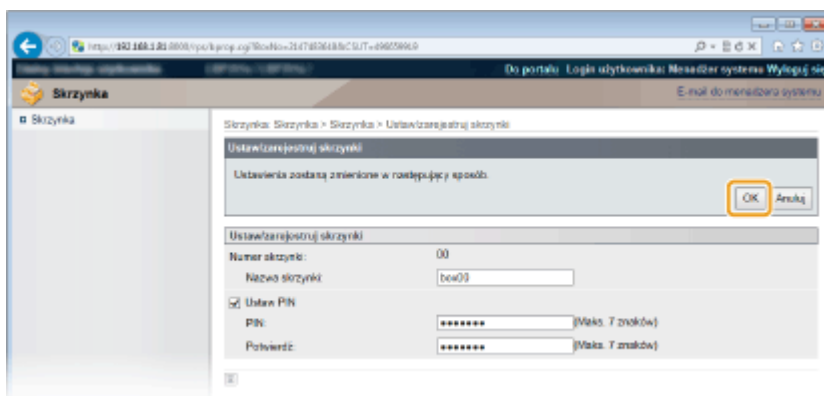 Do portalu Login użytkownika: Menedżer systemu Wyloguj się
Skrzynka
E-mail do menedżera systemu
Skrzynka
Skrzynka: Skrzynka > Skrzynka > Ustaw/zarejestruj skrzynki
Ustaw/zarejestruj skrzynki
Ustawienia zostaną zmienione w następujący sposób.
OK Anuluj
Ustaw/zarejestruj skrzynki
Numer skrzynki: 00
Nazwa skrzynki: box00
Ustaw PIN
PIN: ••••••• (Maks. 7 znaków)
Potwierdź: ••••••• (Maks. 7 znaków)